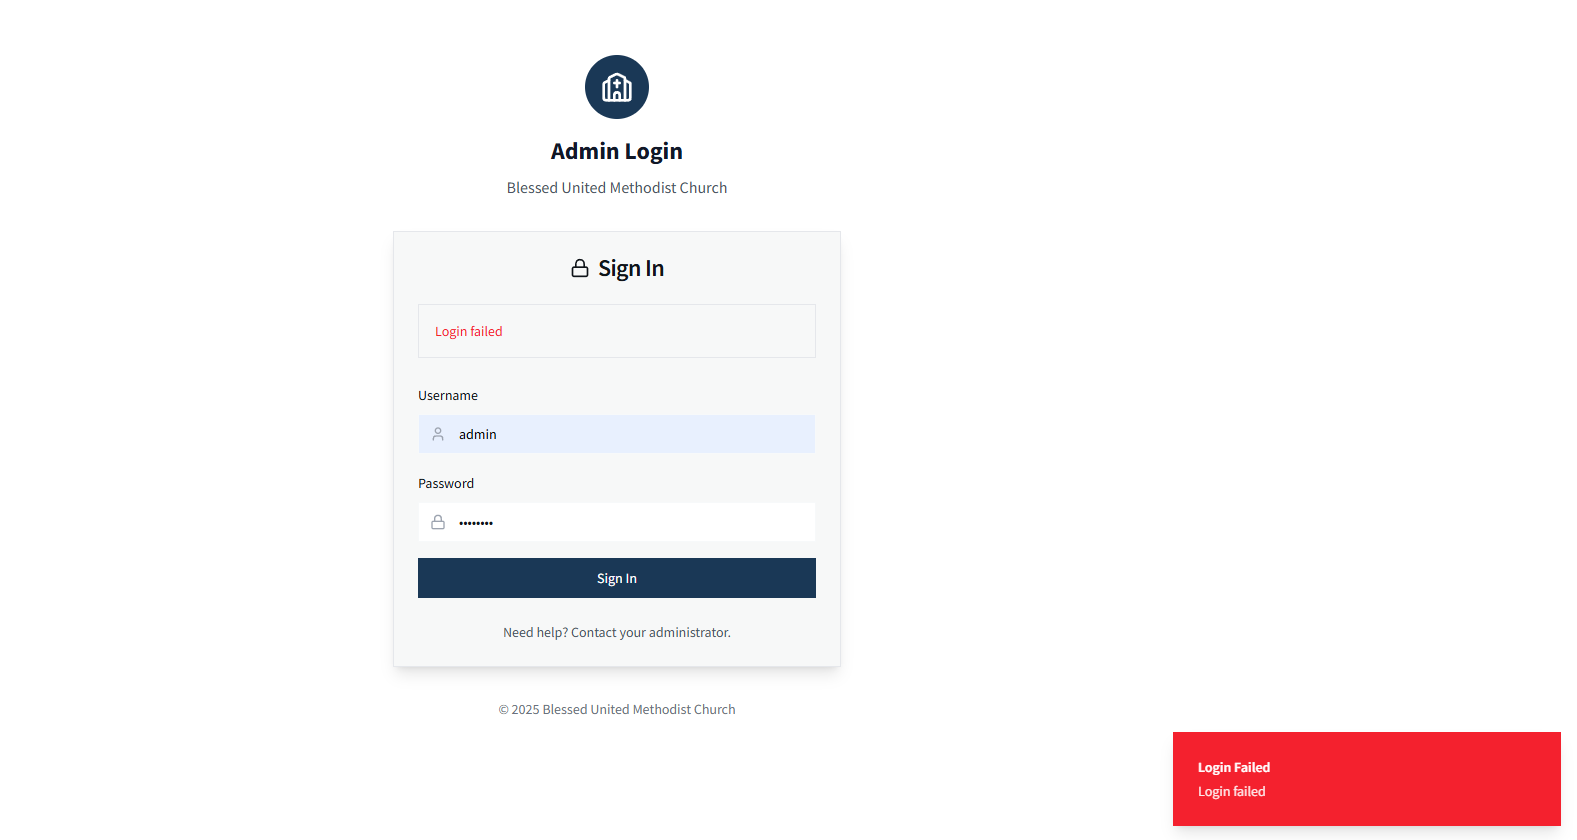 Admin Login
Blessed United Methodist Church
Sign In
Login failed
Username
admin
Password
••••••••
Sign In
Need help? Contact your administrator.
© 2025 Blessed United Methodist Church
Login Failed
Login failed